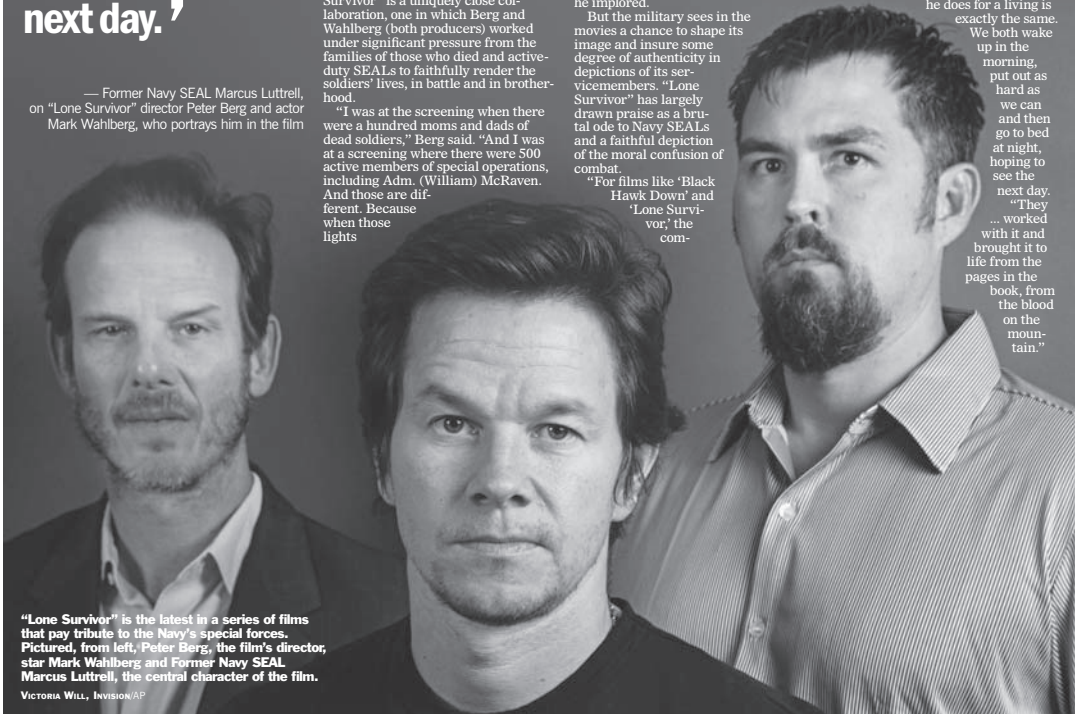 next day.’
— Former Navy SEAL Marcus Luttrell,
on “Lone Survivor” director Peter Berg and actor
Mark Wahlberg, who portrays him in the film
Survivor” is a uniquely close col-
laboration, one in which Berg and
Wahlberg (both producers) worked
under significant pressure from the
families of those who died and active-
duty SEALs to faithfully render the
soldiers’ lives, in battle and in brother-
hood.
“I was at the screening when there
were a hundred moms and dads of
dead soldiers,” Berg said. “And I was
at a screening where there were 500
active members of special operations,
including Adm. (William) McRaven.
And those are dif-
ferent. Because
when those
lights
he implored.
But the military sees in the
movies a chance to shape its
image and insure some
degree of authenticity in
depictions of its ser-
vicemembers. “Lone
Survivor” has largely
drawn praise as a bru-
tal ode to Navy SEALs
and a faithful depiction
of the moral confusion of
combat.
“For films like ‘Black
Hawk Down’ and
‘Lone Survi-
vor,’ the
com-
he does for a living is
exactly the same.
We both wake
up in the
morning,
put out as
hard as
we can
and then
go to bed
at night,
hoping to
see the
next day.
“They
... worked
with it and
brought it to
life from the
pages in the
book, from
the blood
on the
moun-
tain.”
“Lone Survivor” is the latest in a series of films
that pay tribute to the Navy’s special forces.
Pictured, from left, Peter Berg, the film’s director,
star Mark Wahlberg and Former Navy SEAL
Marcus Luttrell, the central character of the film.
VICTORIA WILL, INVISION/AP